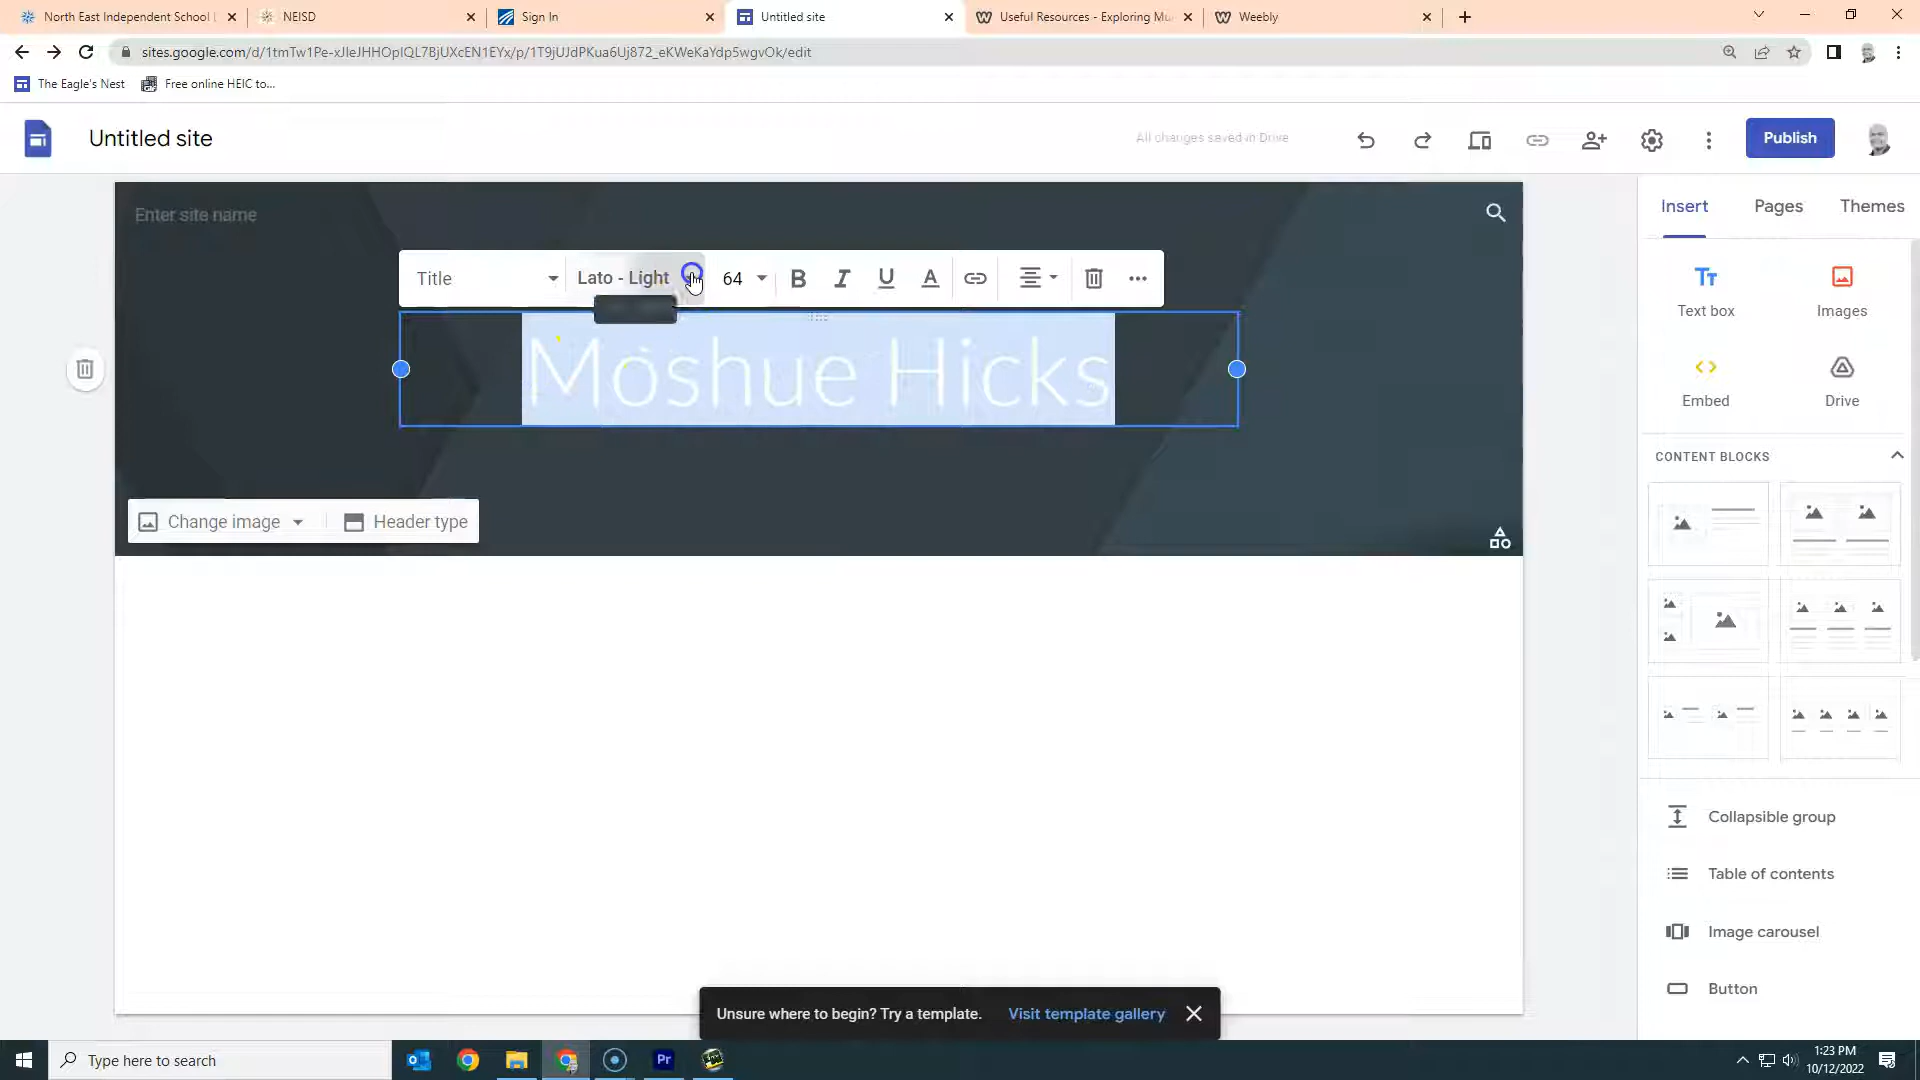 North East Independent School
NEISD
Sign In
Untitled site
Useful Resources - Exploring Mu
Weebly
sites.google.com/d/1tmTw1Pe-xJIeJHHOpIQL7BjUXcEN1EYx/p/1T9jUJdPKua6Uj872_eKWeKaYdp5wgvOk/edit
The Eagle's Nest
Free online HEIC to...
Untitled site
All changes saved in Drive
Publish
Enter site name
Insert
Pages
Themes
Title
Lato - Light
64
Moshue Hicks
Text box
Images
Embed
Drive
CONTENT BLOCKS
Change image
Header type
Collapsible group
Table of contents
Image carousel
Button
Unsure where to begin? Try a template.
Visit template gallery
Type here to search
1:23 PM
10/12/2022